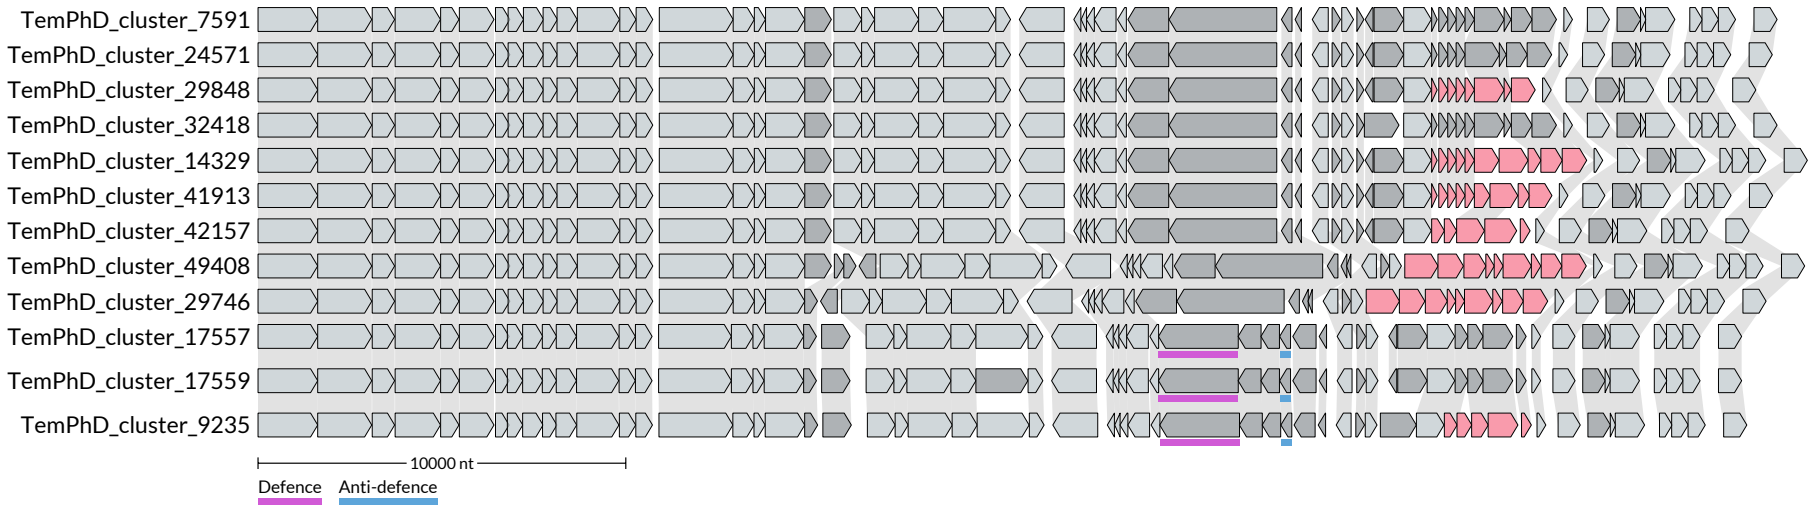 TemPhD_cluster_7591
TemPhD_cluster_24571
TemPhD_cluster_29848
TemPhD_cluster_32418
TemPhD_cluster_14329
TemPhD_cluster_41913
TemPhD_cluster_42157
TemPhD_cluster_49408
TemPhD_cluster_29746
TemPhD_cluster_17557
TemPhD_cluster_17559
TemPhD_cluster_9235
10000 nt
Defence Anti-defence